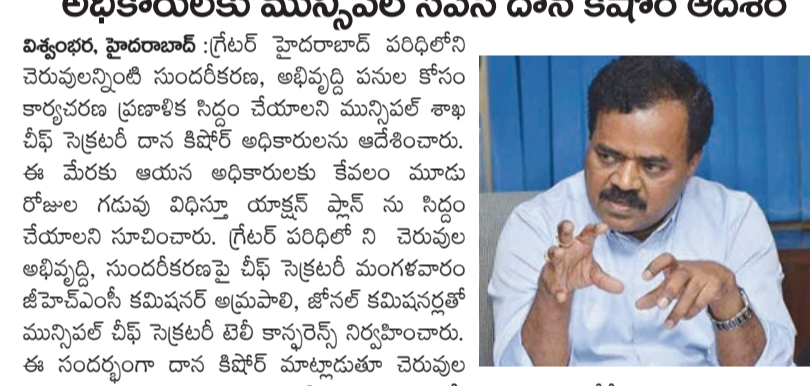 అధికారులకు మున్సిపల్ సీఎస్ దాన కిషోర్ ఆదేశం
విశ్వంభర, హైదరాబాద్ :గ్రేటర్ హైదరాబాద్ పరిధిలోని
చెరువులన్నింటి సుందరీకరణ, అభివృద్ది పనుల కోసం
కార్యచరణ ప్రణాళిక సిద్దం చేయాలని మున్సిపల్ శాఖ
చీఫ్ సెక్రటరీ దాన కిషోర్ అధికారులను ఆదేశించారు.
ఈ మేరకు ఆయన అధికారులకు కేవలం మూడు
రోజుల గడువు విధిస్తూ యాక్షన్ ప్లాన్ ను సిద్దం
చేయాలని సూచించారు. గ్రేటర్ పరిధిలో ని చెరువుల
అభివృద్ది, సుందరీకరణపై చీఫ్ సెక్రటరీ మంగళవారం
జీహెచ్ఎంసీ కమిషనర్ అమ్రపాలి, జోనల్ కమిషనర్లతో
మున్సిపల్ చీఫ్ సెక్రటరీ టెలీ కాన్ఫరెన్స్ నిర్వహించారు.
ఈ సందర్భంగా దాన కిషోర్ మాట్లాడుతూ చెరువుల